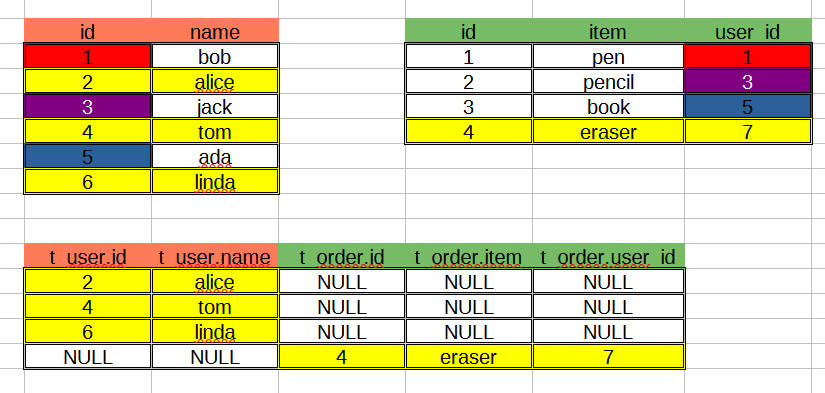 id name id item user_id
1 bob 1 pen 1
2 alice 2 pencil 3
3 jack 3 book 5
4 tom 4 eraser 7
5 ada
6 linda
t_user.id t_user.name t_order.id t_order.item t_order.user_id
2 alice NULL NULL NULL
4 tom NULL NULL NULL
6 linda NULL NULL NULL
NULL NULL 4 eraser 7